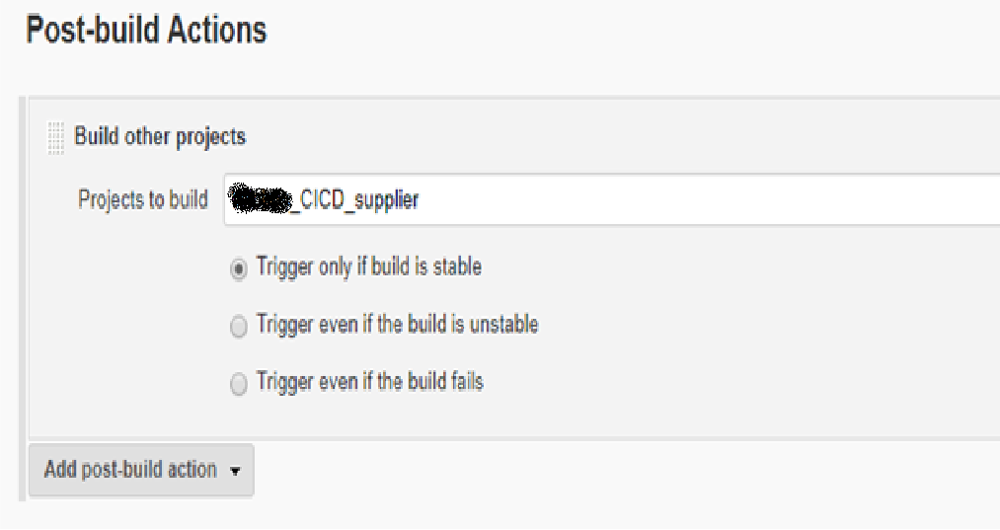 Post-build Actions
Build other projects
Projects to build _CICD_supplier
Trigger only if build is stable
Trigger even if the build is unstable
Trigger even if the build fails
Add post-build action